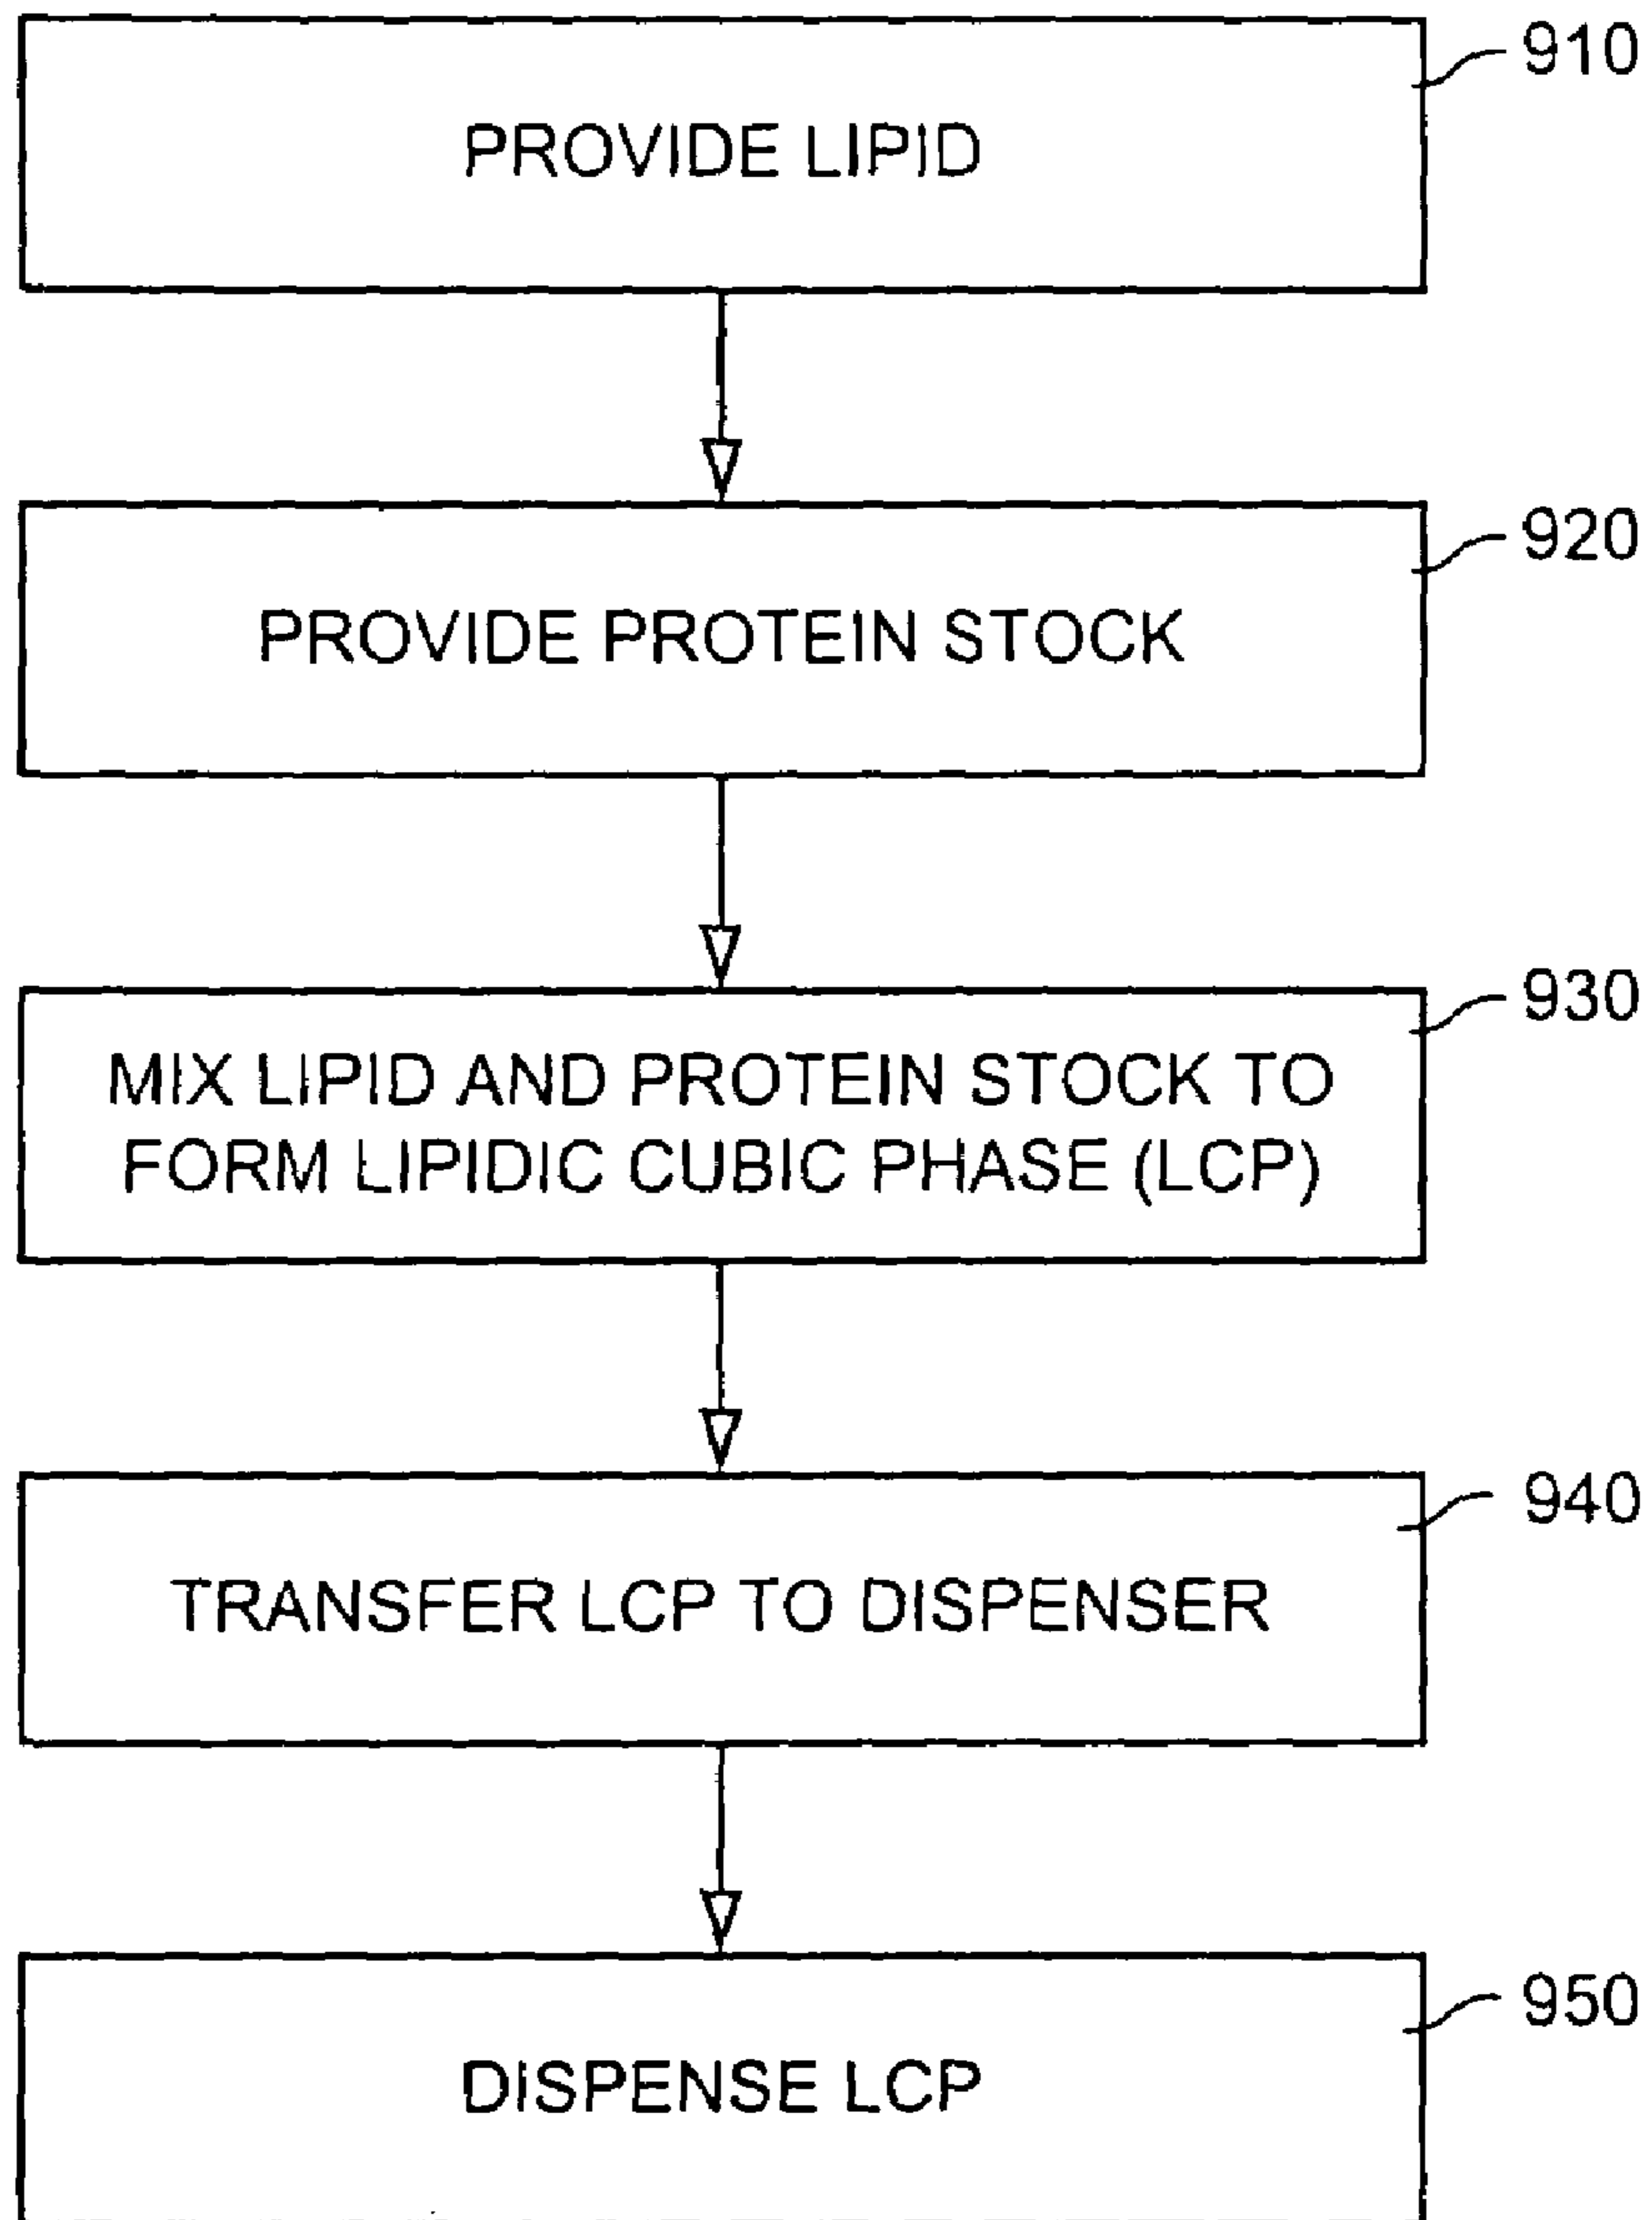 910
PROVIDE LIPID
920
PROVIDE PROTEIN STOCK
930
MIX LIPID AND PROTEIN STOCK TO
FORM LIPIDIC CUBIC PHASE (LCP)
940
TRANSFER LCP TO DISPENSER
950
DISPENSE LCP